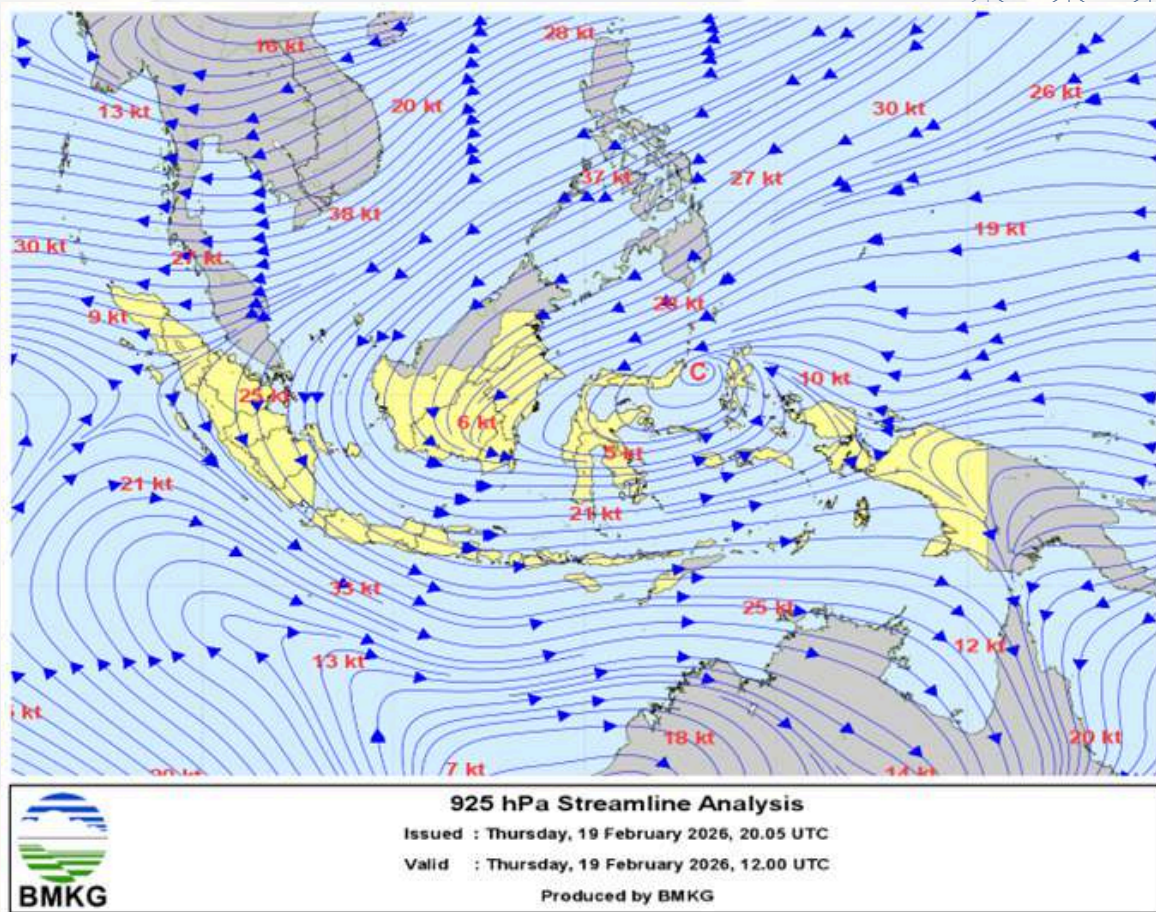 28 kt
16 kt
26 kt
13 kt
20 kt
30 kt
37 kt
27 kt
38 kt
19 kt
30 kt
27 kt
28 kt
9 kt
C
10 kt
25 kt
6 kt
5 kt
21 kt
21 kt
33 kt
25 kt
12 kt
13 kt
18 kt
20 kt
7 kt
14 kt
925 hPa Streamline Analysis
Issued : Thursday, 19 February 2026, 20.05 UTC
Valid : Thursday, 19 February 2026, 12.00 UTC
Produced by BMKG
BMKG